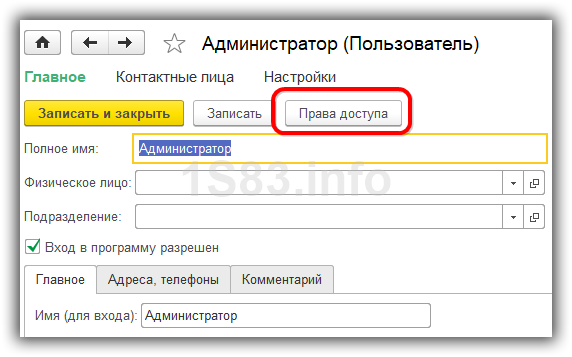 Администратор (Пользователь)
Главное Контактные лица Настройки
Записать и закрыть Записать Права доступа
Полное имя: Администратор
1S83.info
Физическое лицо:
Подразделение:
Вход в программу разрешен
Главное Адреса, телефоны Комментарий
Имя (для входа): Администратор